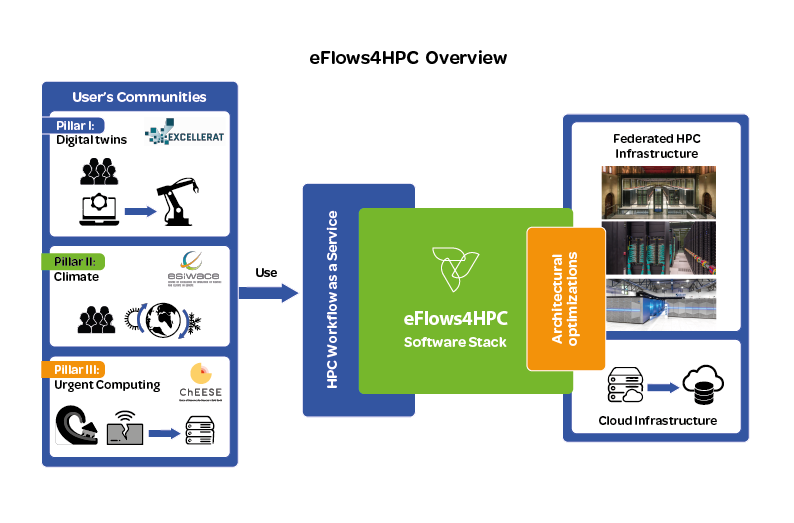 eFlows4HPC Overview
User's Communities
Pillar I:
Digital twins
EXCELLERAT
Pillar II:
Climate
esiwace
Pillar III:
Urgent Computing
ChEESE
Use
HPC Workflow as a Service
eFlows4HPC
Software Stack
Architectural
optimizations
Federated HPC
Infrastructure
Cloud Infrastructure